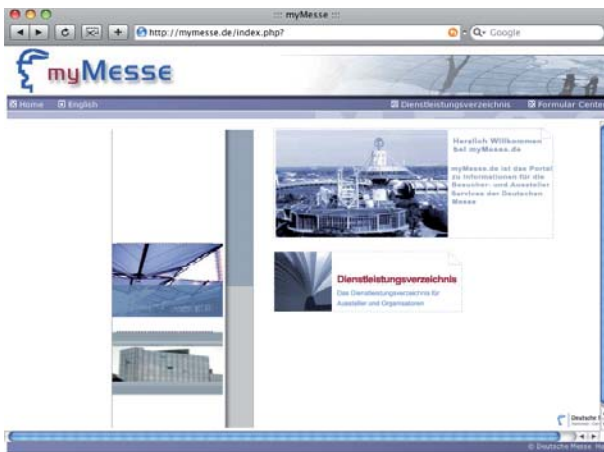 ::: myMesse :::
http://mymesse.de/index.php?
Google
myMesse
Home English Dienstleistungsverzeichnis Formular Center
Herzlich Willkommen
bei myMesse.de
myMesse.de ist das Portal
zu Informationen für die
Besucher- und Aussteller
Services der Deutschen
Messe
Dienstleistungsverzeichnis
Das Dienstleistungsverzeichnis für
Aussteller und Organisatoren
Deutsche
© Deutsche Messe